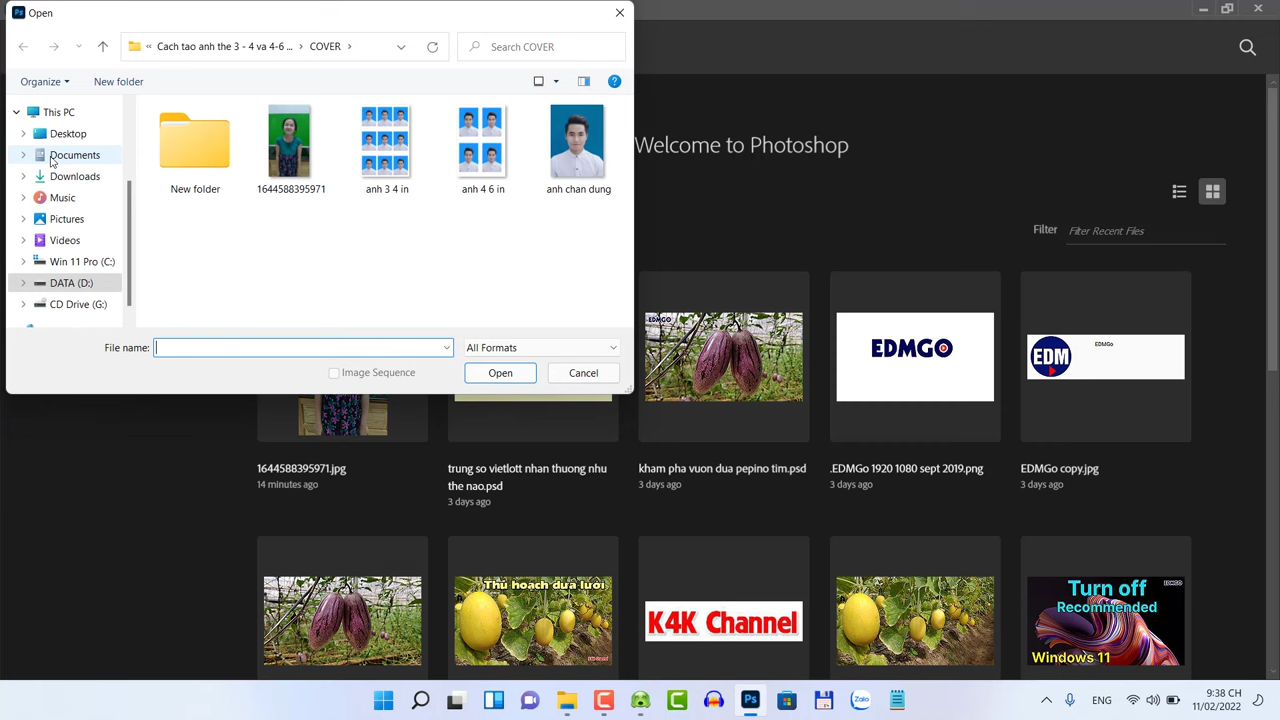 Ps Open
« Cach tao anh the 3 - 4 va 4-6 ... > COVER >
Search COVER
Organize
New folder
This PC
Desktop
Documents
Downloads
Music
Pictures
Videos
Win 11 Pro (C:)
DATA (D:)
CD Drive (G:)
New folder
1644588395971
anh 3 4 in
anh 4 6 in
anh chan dung
File name:
All Formats
Image Sequence
Open
Cancel
Welcome to Photoshop
Filter
Filter Recent Files
EDMGO
EDMGO
EDM
EDMGo
1644588395971.jpg
14 minutes ago
trung so vietlott nhan thuong nhu
the nao.psd
3 days ago
kham pha vuon dua pepino tim.psd
3 days ago
.EDMGo 1920 1080 sept 2019.png
3 days ago
EDMGo copy.jpg
3 days ago
Thu hoạch dưa lưới
K4K Channel
EDMGO
Turn off
Recommended
Windows 11
Ps
Zalo
ENG
9:38 CH
11/02/2022